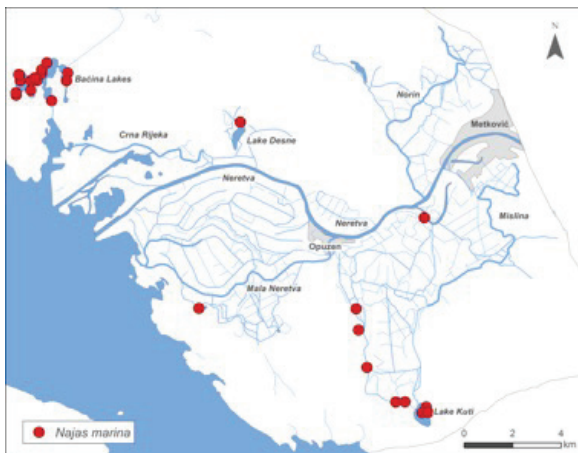 N
Baćina Lakes
Norin
Metković
Crna Rijeka
Lake Desne
Neretva
Neretva
Mislina
Opuzen
Mala Neretva
Lake Kuti
Najas marina
0 2 4
km